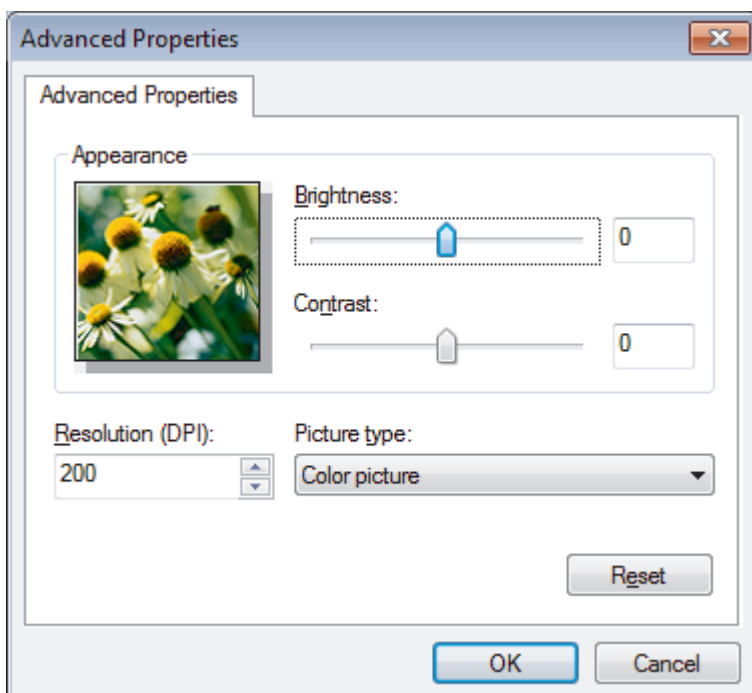 Advanced Properties
Advanced Properties
Appearance
Brightness:
0
Contrast:
0
Resolution (DPI):
200
Picture type:
Color picture
Reset
OK
Cancel